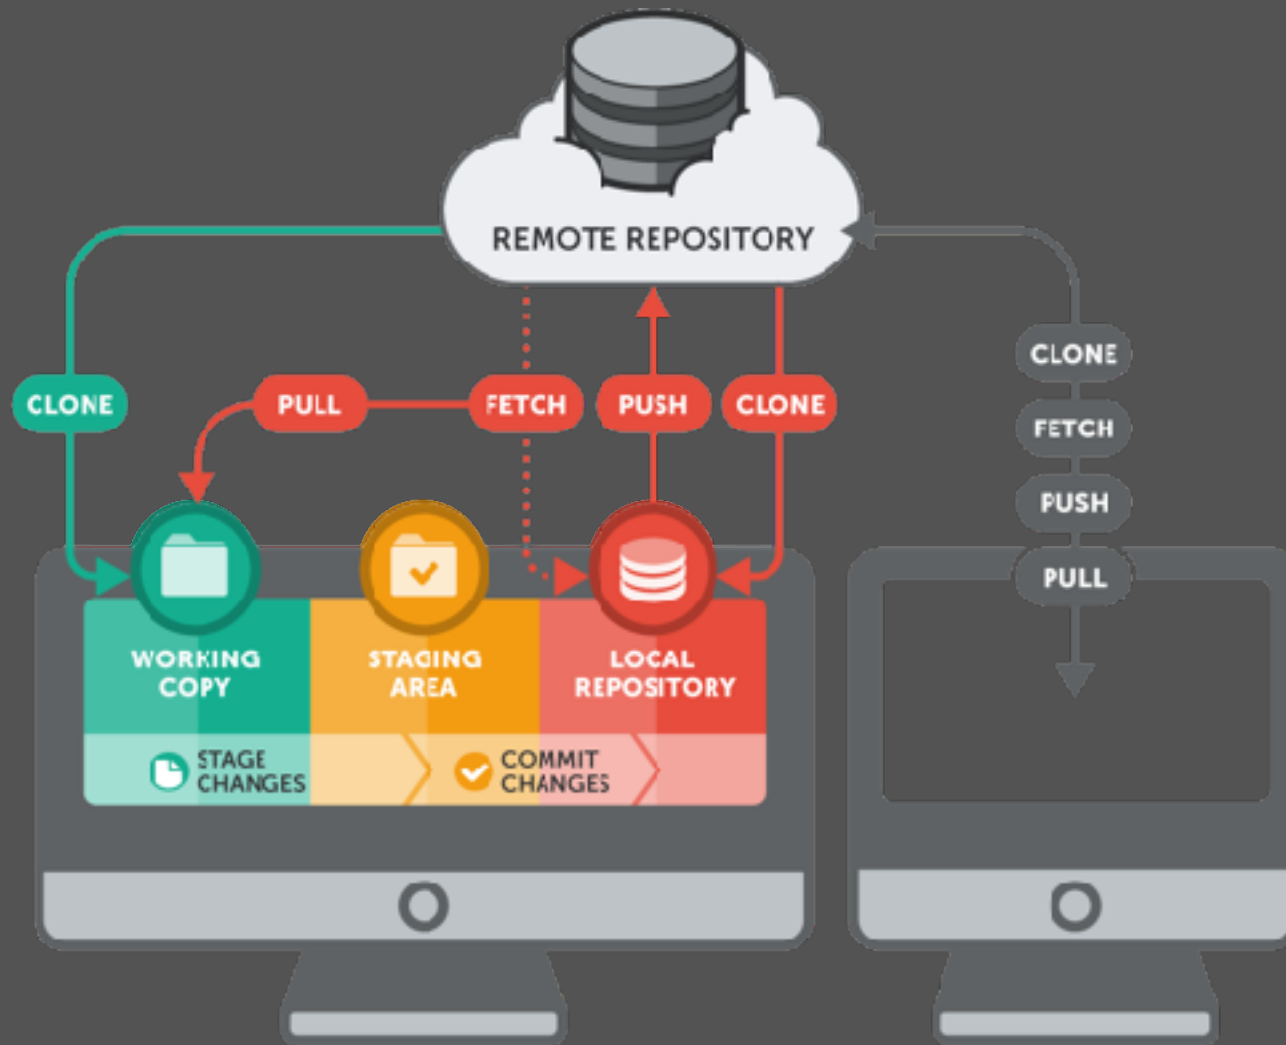 REMOTE REPOSITORY
CLONE
PULL
FETCH
PUSH
CLONE
CLONE
FETCH
PUSH
PULL
WORKING
COPY
STAGING
AREA
LOCAL
REPOSITORY
STAGE
CHANGES
COMMIT
CHANGES